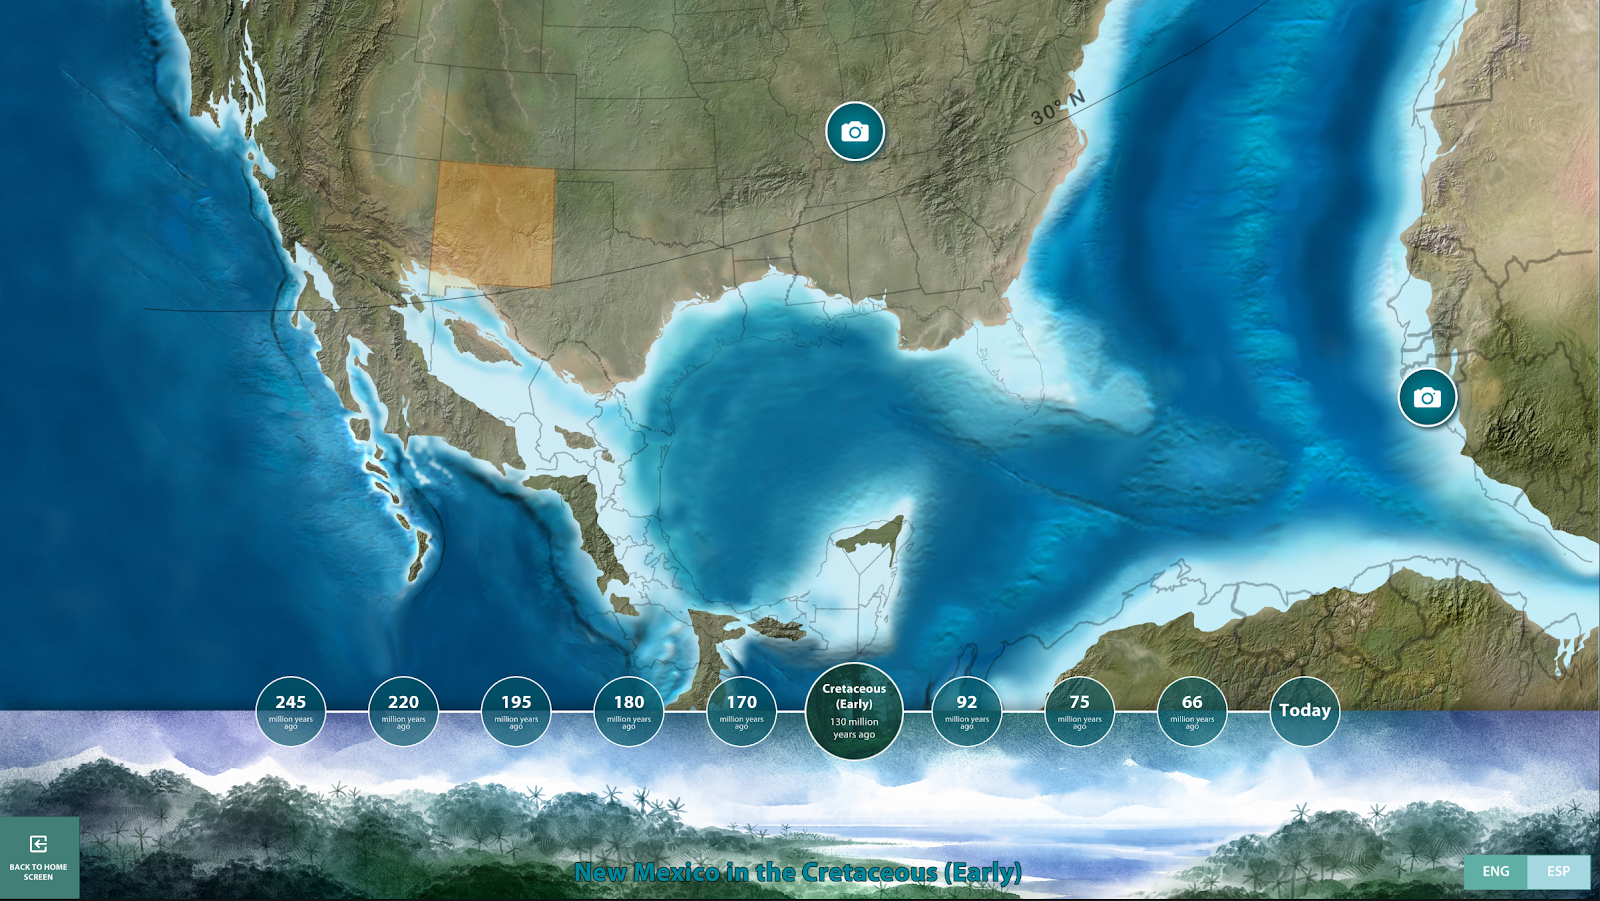 30° N
245
million years
ago
220
million years
ago
195
million years
ago
180
million years
ago
170
million years
ago
Cretaceous
(Early)
130 million
years ago
92
million years
ago
75
million years
ago
66
million years
ago
Today
BACK TO HOME
SCREEN
New Mexico in the Cretaceous (Early)
ENG
ESP